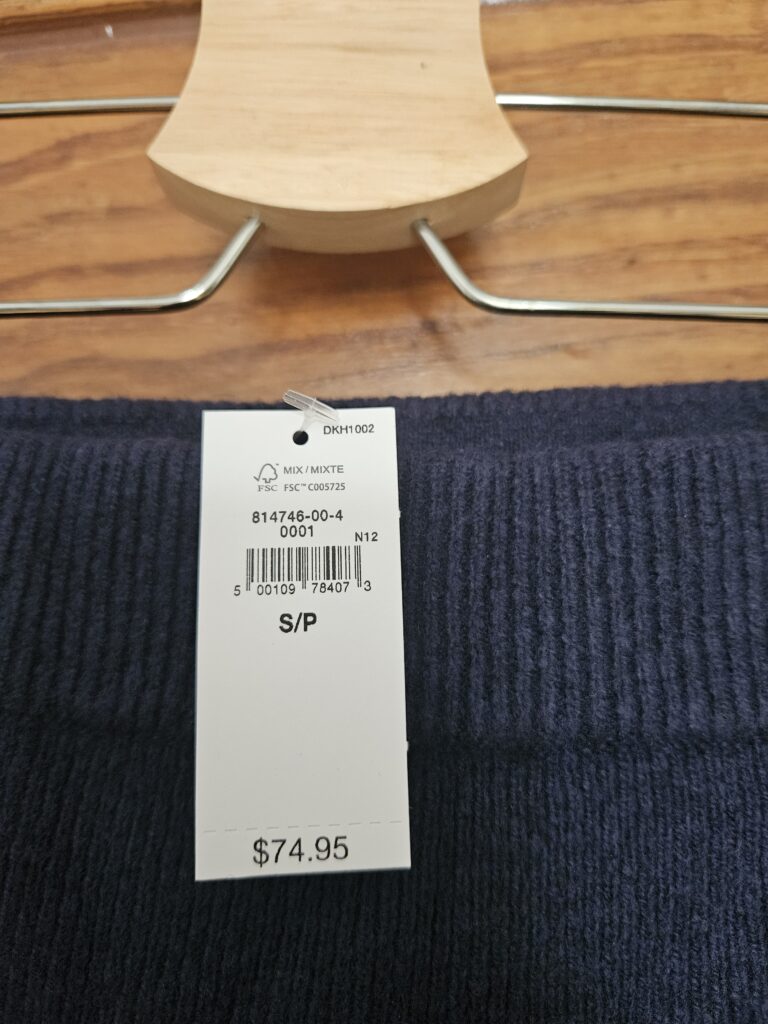 DKH1002
MIX / MIXTE
FSC FSC™ C005725
814746-00-4
0001
N12
5 00109 78407 3
S/P
$74.95